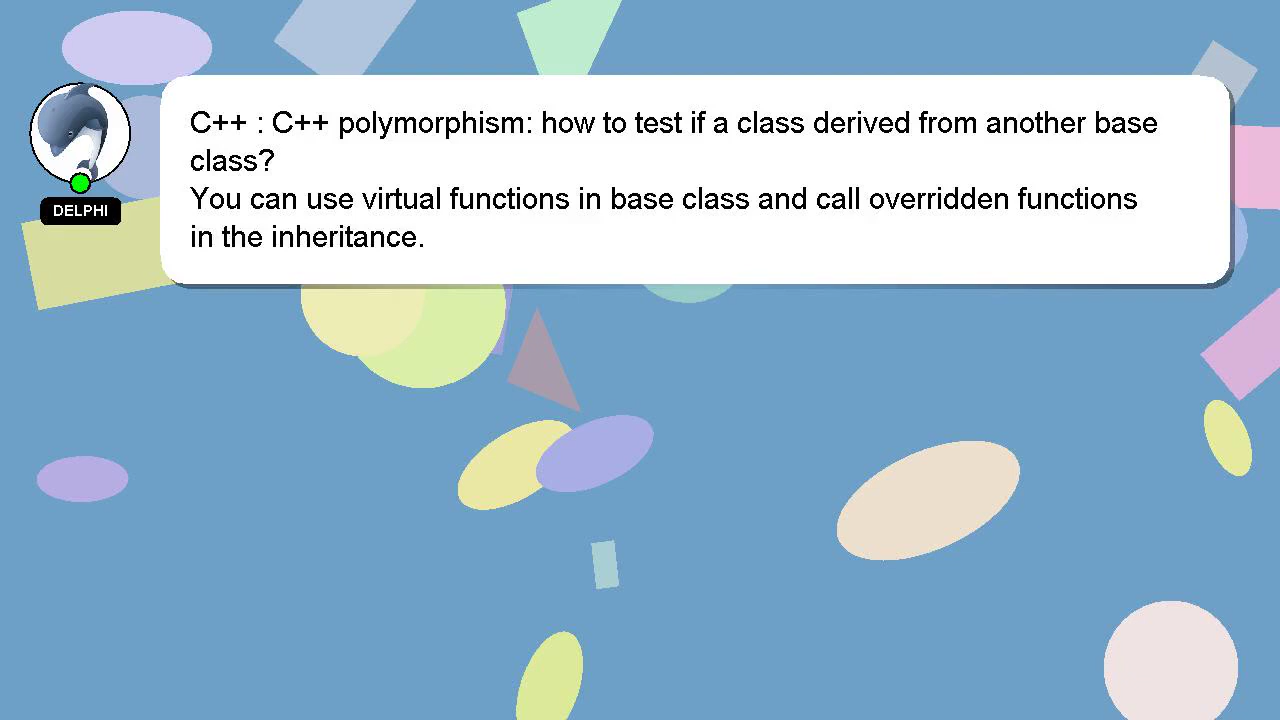 C++ : C++ polymorphism: how to test if a class derived from another base
class?
You can use virtual functions in base class and call overridden functions
in the inheritance.
DELPHI